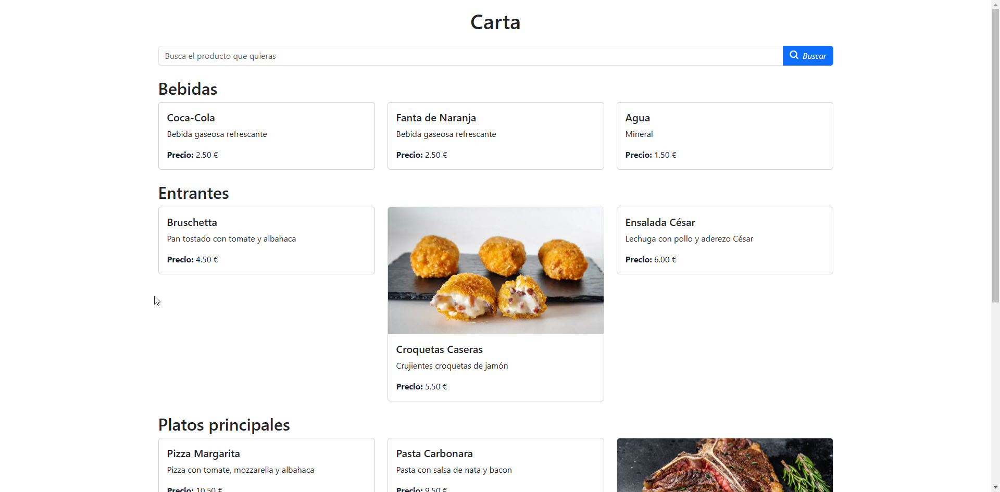 Carta
Busca el producto que quieras
Buscar
Bebidas
Coca-Cola
Bebida gaseosa refrescante
Precio: 2.50 €
Fanta de Naranja
Bebida gaseosa refrescante
Precio: 2.50 €
Agua
Mineral
Precio: 1.50 €
Entrantes
Bruschetta
Pan tostado con tomate y albahaca
Precio: 4.50 €
Croquetas Caseras
Crujientes croquetas de jamón
Precio: 5.50 €
Ensalada César
Lechuga con pollo y aderezo César
Precio: 6.00 €
Platos principales
Pizza Margarita
Pizza con tomate, mozzarella y albahaca
Precio: 10.50 €
Pasta Carbonara
Pasta con salsa de nata y bacon
Precio: 9.50 €